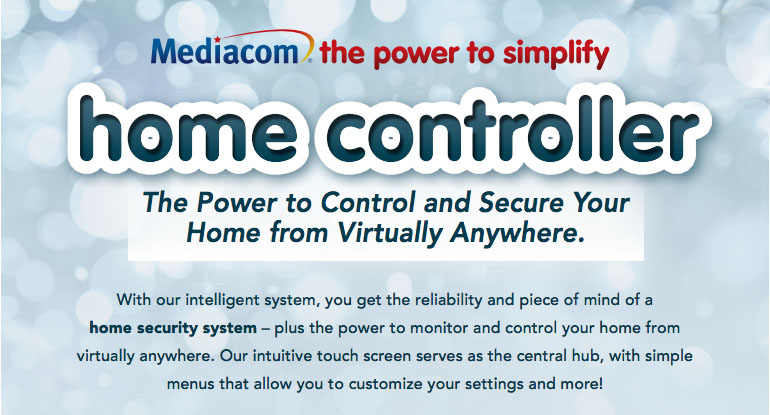 Mediacom® the power to simplify
home controller
The Power to Control and Secure Your
Home from Virtually Anywhere.
With our intelligent system, you get the reliability and piece of mind of a
home security system – plus the power to monitor and control your home from
virtually anywhere. Our intuitive touch screen serves as the central hub, with simple
menus that allow you to customize your settings and more!